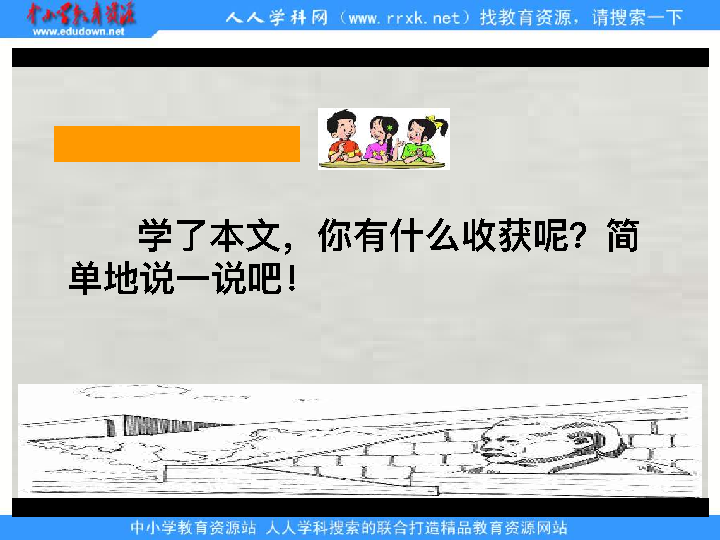 中小学教育资源
www.edudown.net
人人学科网（www.rrxk.net）找教育资源，请搜索一下
学了本文，你有什么收获呢？简
单地说一说吧！
中小学教育资源站 人人学科搜索的联合打造精品教育资源网站